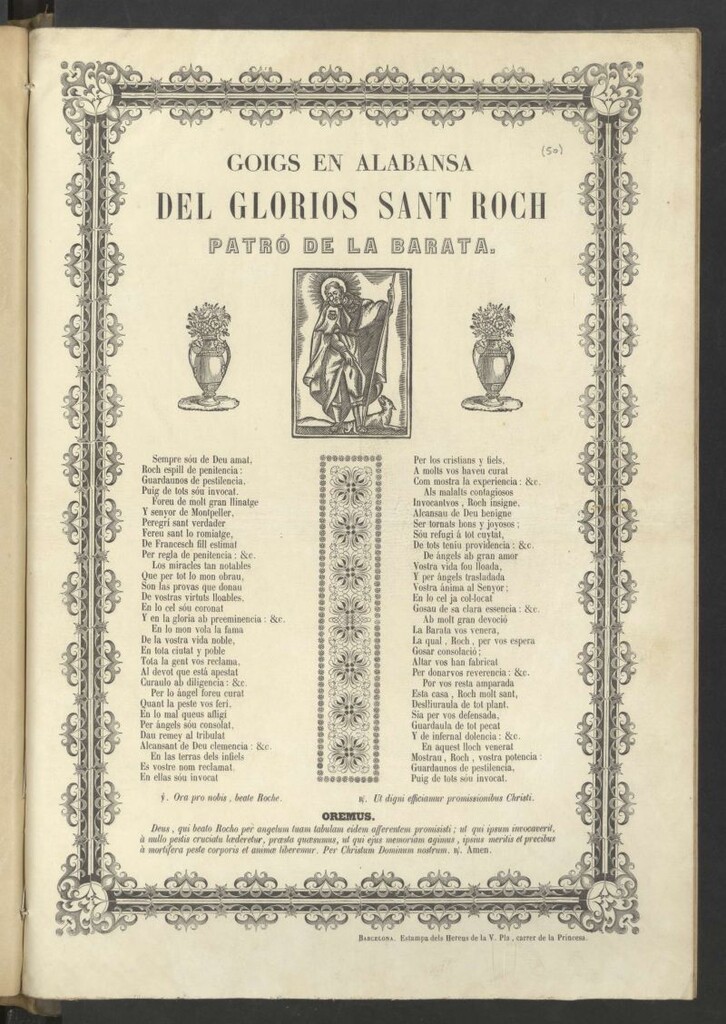 (50)
GOIGS EN ALABANSA
DEL GLORIOS SANT ROCH
PATRÓ DE LA BARATA.
Sempre sóu de Deu amat,
Roch espill de penitencia:
Guardaunos de pestilencia,
Puig de tots sóu invocat.
Foreu de molt gran llinatge
Y senyor de Montpeller,
Peregrí sant verdader
Fereu sant lo romiatge,
De Francesch fill estimat
Per regla de penitencia: &c.
Los miracles tan notables
Que per tot lo mon obrau,
Son las provas que donau
De vostras virtuts lloables,
En lo cel sóu coronat
Y en la gloria ab preeminencia: &c.
En lo mon vola la fama
De la vostra vida noble,
En tota ciutat y poble
Tota la gent vos reclama,
Al devot que está apestat
Curaulo ab diligencia: &c.
Per lo ángel foreu curat
Quant la peste vos ferí,
En lo mal queus afligí
Per ángels sóu consolat,
Dau remey al tribulat
Alcansant de Deu clemencia: &c.
En las terras dels infiels
Es vostre nom reclamat,
En ellas sóu invocat
Per los cristians y fiels,
A molts vos haveu curat
Com mostra la experiencia: &c.
Als malalts contagiosos
Invocantvos, Roch insigne,
Alcansau de Deu benigne
Ser tornats bons y joyosos;
Sóu refugi á tot cuytat,
De tots teniu providencia: &c.
De ángels ab gran amor
Vostra vida fou lloada,
Y per ángels trasladada
Vostra ánima al Senyor;
En lo cel ja col-locat
Gosau de sa clara essencia: &c.
Ab molt gran devoció
La Barata vos venera,
La qual, Roch, per vos espera
Gosar consolació;
Altar vos han fabricat
Per donarvos reverencia: &c.
Per vos resta amparada
Esta casa, Roch molt sant,
Deslliuraula de tot plant,
Sia per vos defensada,
Guardaula de tot pecat
Y de infernal dolencia: &c.
En aquest lloch venerat
Mostrau, Roch, vostra potencia:
Guardaunos de pestilencia,
Puig de tots sóu invocat.
℣. Ora pro nobis, beate Roche. ℟. Ut digni efficiamur promissionibus Christi.
OREMUS.
Deus, qui beato Rocho per angelum tuum tabulam eidem afferentem promisisti; ut qui ipsum invocaverit,
à nullo pestis cruciatu læderetur, præsta quæsumus, ut qui ejus memoriam agimus, ipsius meritis et precibus
à mortifera peste corporis et animæ liberemur. Per Christum Dominum nostrum. ℟. Amen.
BARCELONA. Estampa dels Hereus de la V. Pla, carrer de la Princesa.